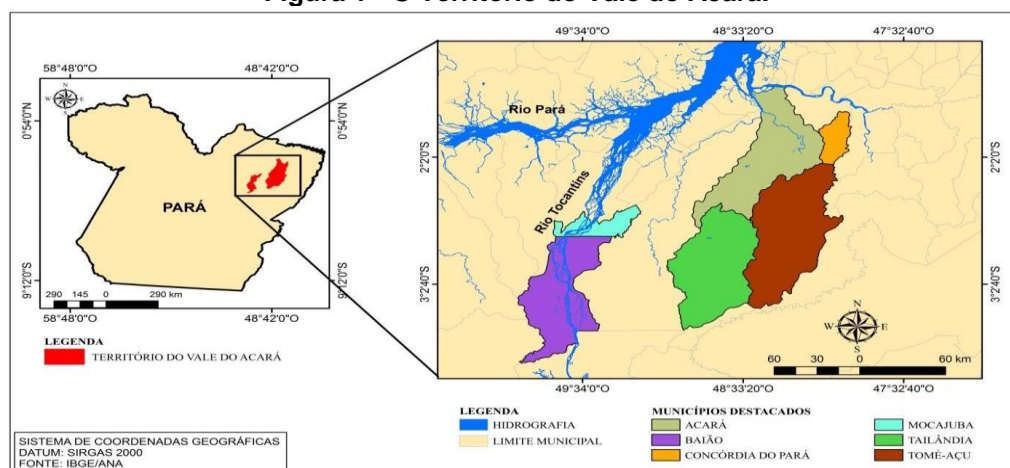 Figura 1 - O Território do Vale do Acará.
58°48'0"O
48°42'0"O
0°54'0"N
9°12'0"S
PARÁ
290 145 0 290 km
58°48'0"O
48°42'0"O
0°54'0"N
9°12'0"S
LEGENDA
TERRITÓRIO DO VALE DO ACARÁ
SISTEMA DE COORDENADAS GEOGRÁFICAS
DATUM: SIRGAS 2000
FONTE: IBGE/ANA
49°34'0"O
48°33'20"O
47°32'40"O
2°20'0"S
3°24'0"S
Rio Pará
Rio Tocantins
2°20'0"S
3°24'0"S
N
W E
S
60 30 0 60 km
49°34'0"O
48°33'20"O
47°32'40"O
LEGENDA
HIDROGRAFIA
LIMITE MUNICIPAL
MUNICÍPIOS DESTACADOS
ACARÁ
BAIÃO
CONCÓRDIA DO PARÁ
MOCAJUBA
TAILÂNDIA
TOMÉ-AÇU